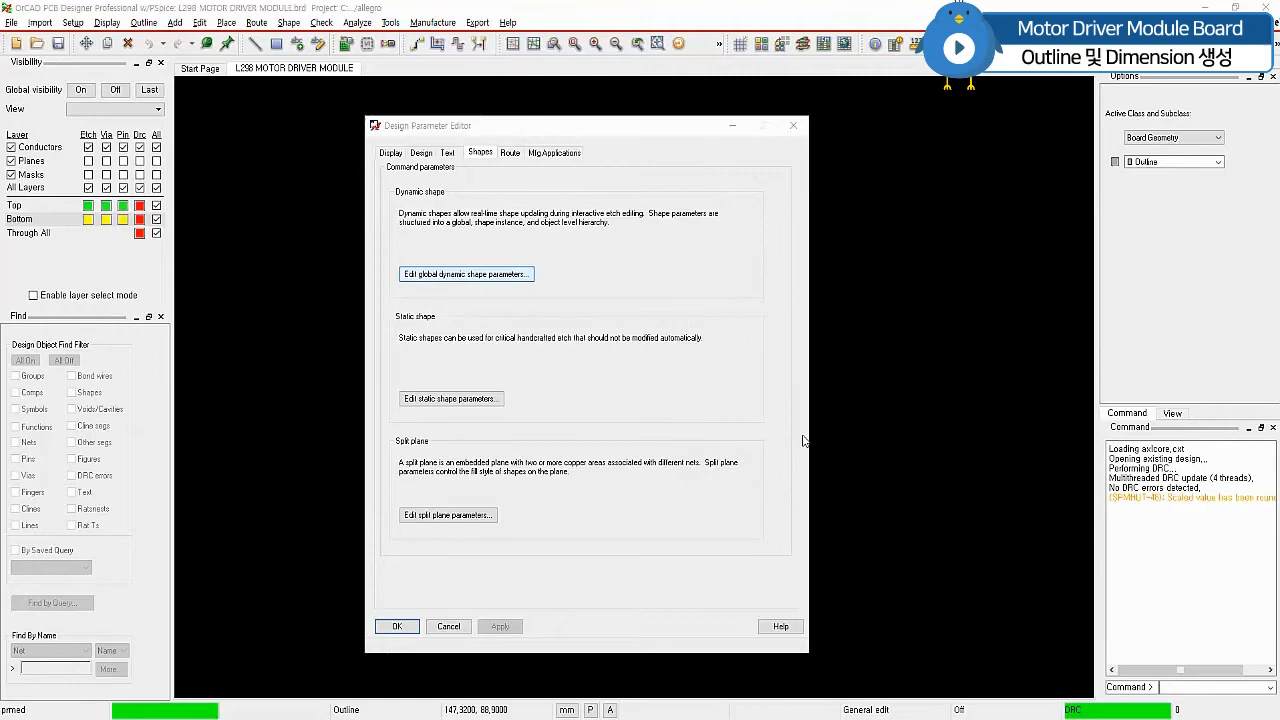 OrCAD PCB Designer Professional w/PSpice: L298 MOTOR DRIVER MODULE.brd Project: C:.../allegro
File Import Setup Display Outline Add Edit Place Route Shape Check Analyze Tools Manufacture Export Help
Motor Driver Module Board
Outline 및 Dimension 생성
Visibility
Start Page L298 MOTOR DRIVER MODULE
Options
Global visibility On Off Last
View
Layer Etch Via Pin Drc All
Conductors
Planes
Masks
All Layers
Top
Bottom
Through All
Enable layer select mode
Find
Design Object Find Filter
All On All Off
Groups Bond wires
Comps Shapes
Symbols Voids/Cavities
Functions Cline segs
Nets Other segs
Pins Figures
Vias DRC errors
Fingers Text
Clines Ratsnests
Lines Rat Ts
By Saved Query
Find by Query...
Find By Name
Net Name
> More...
Design Parameter Editor
Display Design Text Shapes Route Mfg Applications
Command parameters
Dynamic shape
Dynamic shapes allow real-time shape updating during interactive etch editing. Shape parameters are
structured into a global, shape instance, and object level hierarchy.
Edit global dynamic shape parameters...
Static shape
Static shapes can be used for critical handcrafted etch that should not be modified automatically.
Edit static shape parameters...
Split plane
A split plane is an embedded plane with two or more copper areas associated with different nets. Split plane
parameters control the fill style of shapes on the plane.
Edit split plane parameters...
OK Cancel Apply Help
Active Class and Subclass:
Board Geometry
Outline
Command View
Command
Loading axlcore.cxt
Opening existing design...
Performing DRC...
Multithreaded DRC update (4 threads).
No DRC errors detected.
(SPMHUT-48): Scaled value has been roun
Command >
prmed Outline 147,3200, 88,9000 mm P A General edit Off DRC 0